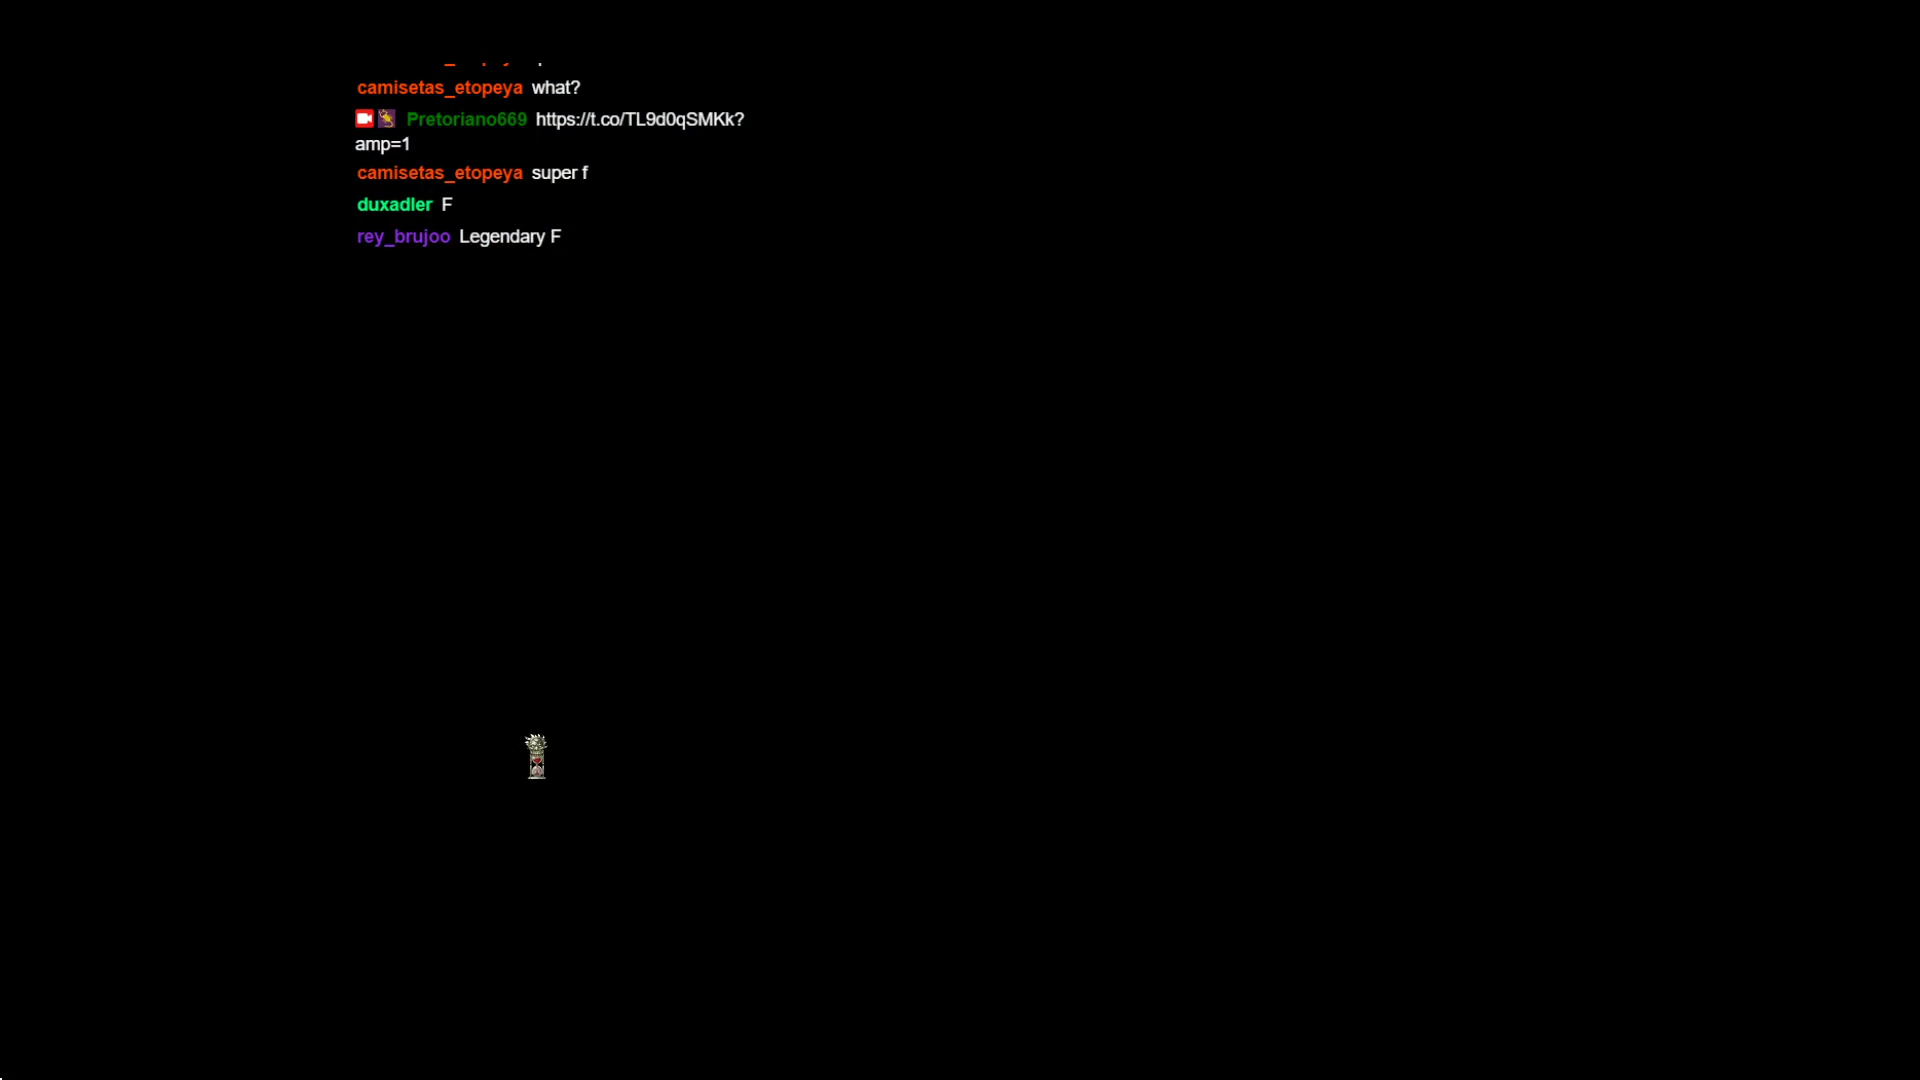 camisetas_etopeya what?
Pretoriano669 https://t.co/TL9d0qSMKk?
amp=1
camisetas_etopeya super f
duxadler F
rey_brujoo Legendary F